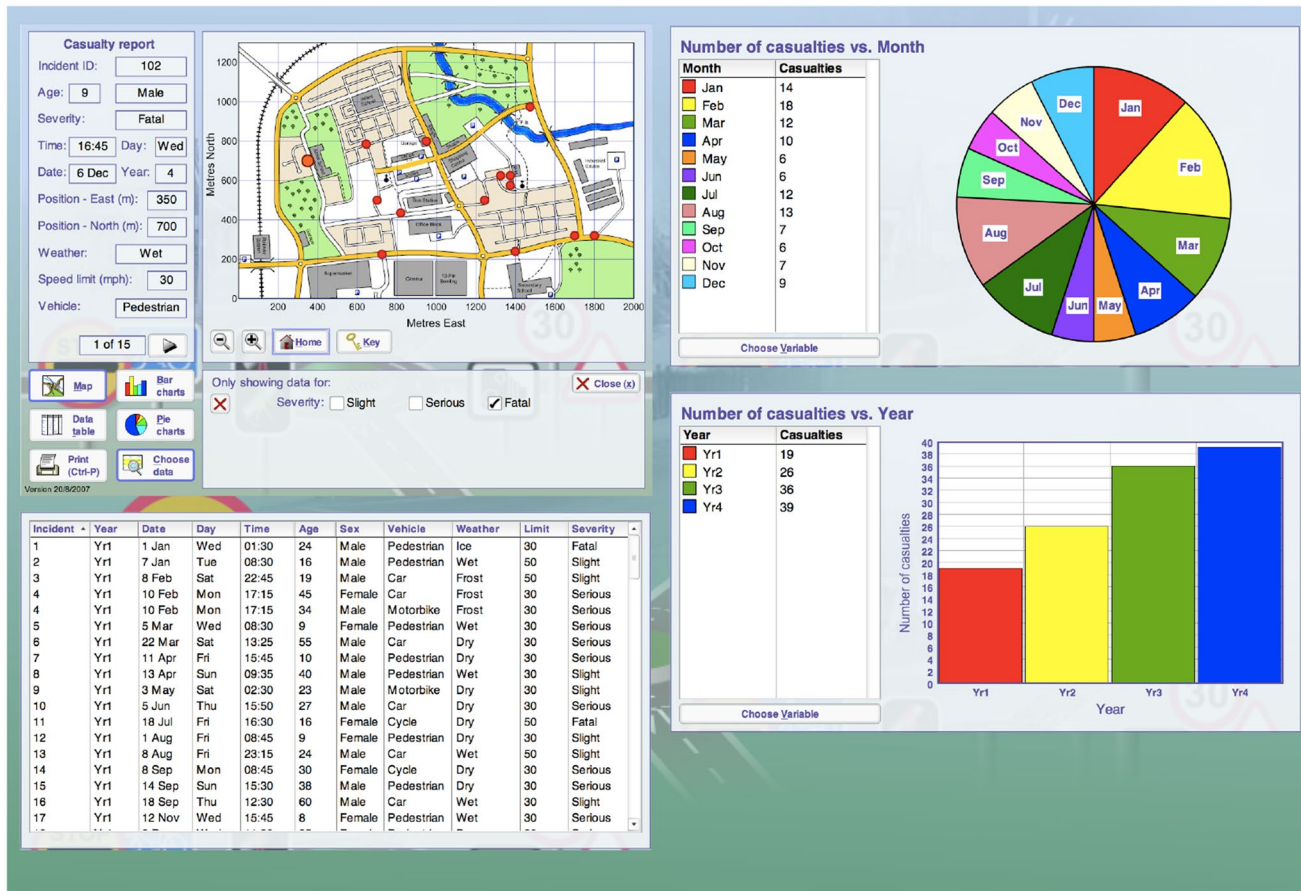 Casualty report
Incident ID: 102
Age: 9 Male
Severity: Fatal
Time: 16:45 Day: Wed
Date: 6 Dec Year: 4
Position - East (m): 350
Position - North (m): 700
Weather: Wet
Speed limit (mph): 30
Vehicle: Pedestrian
1 of 15
Map
Bar charts
Data table
Pie charts
Print (Ctrl-P)
Choose data
Version 20/8/2007
Metres North
1200
1000
800
600
400
200
0
200 400 600 800 1000 1200 1400 1600 1800 2000
Metres East
Garage
Bus Station
Office Block
Supermarket
Cinema
Home
Key
Only showing data for:
Close (x)
Severity: Slight Serious Fatal
Incident Year Date Day Time Age Sex Vehicle Weather Limit Severity
1 Yr1 1 Jan Wed 01:30 24 Male Pedestrian Ice 30 Fatal
2 Yr1 7 Jan Tue 08:30 16 Male Pedestrian Wet 50 Slight
3 Yr1 8 Feb Sat 22:45 19 Male Car Frost 50 Slight
4 Yr1 10 Feb Mon 17:15 45 Female Car Frost 30 Serious
4 Yr1 10 Feb Mon 17:15 34 Male Motorbike Frost 30 Serious
5 Yr1 5 Mar Wed 08:30 9 Female Pedestrian Wet 30 Serious
6 Yr1 22 Mar Sat 13:25 55 Male Car Dry 30 Serious
7 Yr1 11 Apr Fri 15:45 10 Male Pedestrian Dry 30 Serious
8 Yr1 13 Apr Sun 09:35 40 Male Pedestrian Wet 30 Slight
9 Yr1 3 May Sat 02:30 23 Male Motorbike Dry 30 Slight
10 Yr1 5 Jun Thu 15:50 27 Male Car Dry 30 Serious
11 Yr1 18 Jul Fri 16:30 16 Female Cycle Dry 50 Fatal
12 Yr1 1 Aug Fri 08:45 9 Female Pedestrian Dry 30 Slight
13 Yr1 8 Aug Fri 23:15 24 Male Car Wet 50 Slight
14 Yr1 8 Sep Mon 08:45 30 Female Cycle Dry 30 Serious
15 Yr1 14 Sep Sun 15:30 38 Male Pedestrian Dry 30 Serious
16 Yr1 18 Sep Thu 12:30 60 Male Car Wet 30 Slight
17 Yr1 12 Nov Wed 15:45 8 Female Pedestrian Wet 30 Serious
Number of casualties vs. Month
Month Casualties
Jan 14
Feb 18
Mar 12
Apr 10
May 6
Jun 6
Jul 12
Aug 13
Sep 7
Oct 6
Nov 7
Dec 9
Choose Variable
Jan
Feb
Mar
Apr
May
Jun
Jul
Aug
Sep
Oct
Nov
Dec
30
Number of casualties vs. Year
Year Casualties
Yr1 19
Yr2 26
Yr3 36
Yr4 39
Choose Variable
Number of casualties
40
38
36
34
32
30
28
26
24
22
20
18
16
14
12
10
8
6
4
2
0
Yr1 Yr2 Yr3 Yr4
Year
30